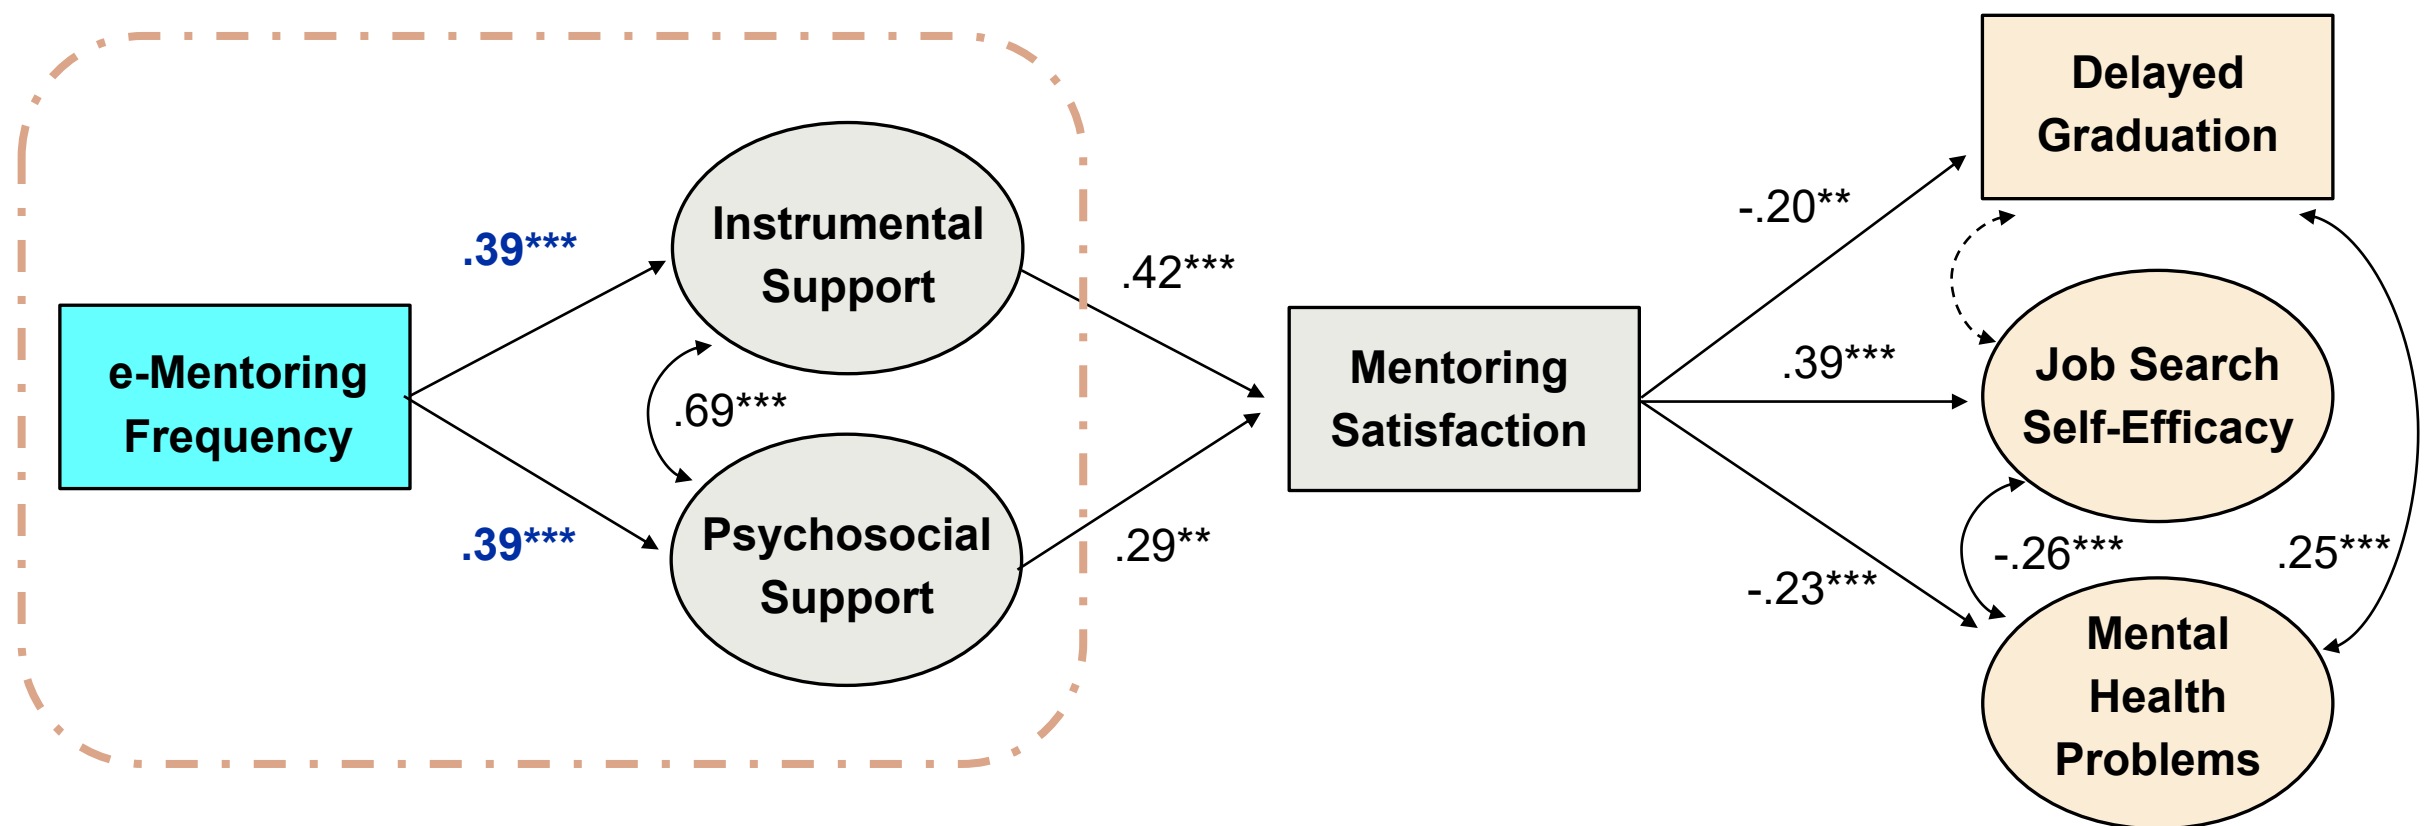 e-Mentoring
Frequency
.39***
.39***
Instrumental
Support
.69***
Psychosocial
Support
.42***
.29**
Mentoring
Satisfaction
-.20**
.39***
-.23***
Delayed
Graduation
Job Search
Self-Efficacy
-.26***
.25***
Mental
Health
Problems